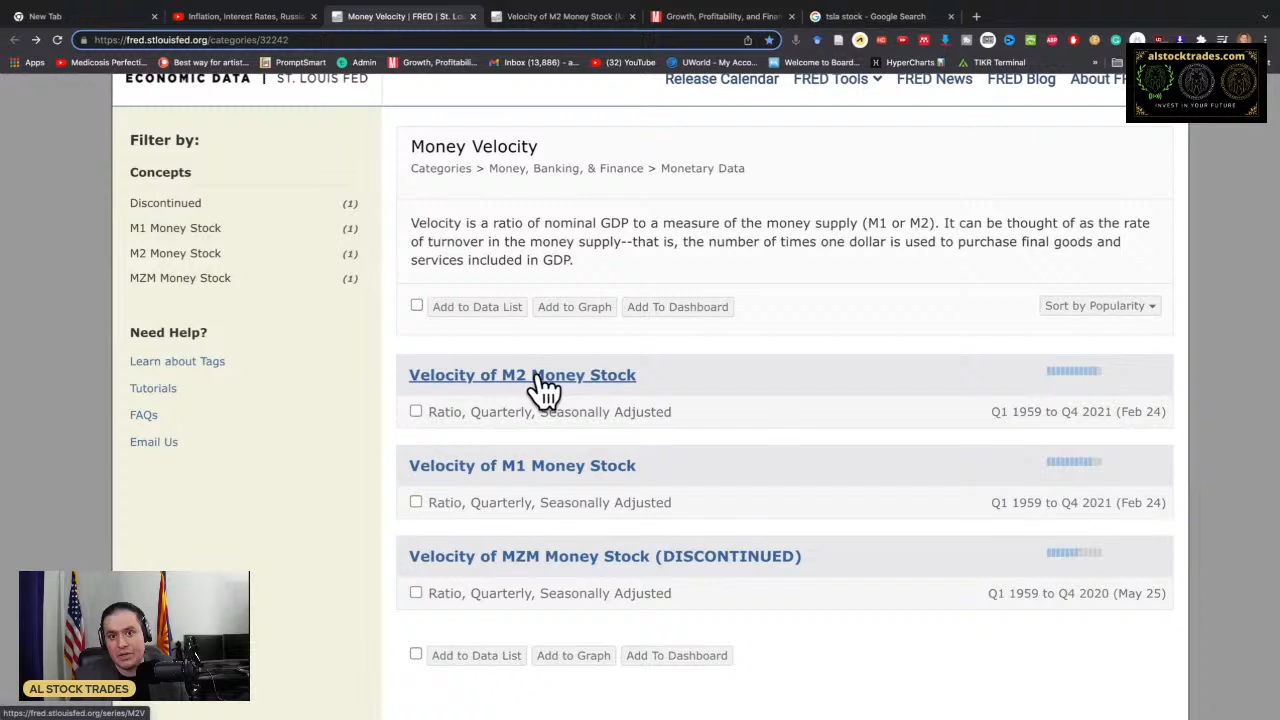 New Tab
Inflation, Interest Rates, Russi
Money Velocity | FRED | St. Lo
Velocity of M2 Money Stock (M
Growth, Profitability, and Fina
tsla stock - Google Search
https://fred.stlouisfed.org/categories/32242
Apps
Medicosis Perfectio...
Best way for artist...
PromptSmart
Admin
Growth, Profitabili...
Inbox (13,886) - a...
(32) YouTube
UWorld - My Acco...
Welcome to Board...
HyperCharts
TIKR Terminal
ECONOMIC DATA | ST. LOUIS FED
Release Calendar
FRED Tools
FRED News
FRED Blog
About F
alstocktrades.com
INVEST IN YOUR FUTURE
Filter by:
Concepts
Discontinued (1)
M1 Money Stock (1)
M2 Money Stock (1)
MZM Money Stock (1)
Need Help?
Learn about Tags
Tutorials
FAQs
Email Us
Money Velocity
Categories > Money, Banking, & Finance > Monetary Data
Velocity is a ratio of nominal GDP to a measure of the money supply (M1 or M2). It can be thought of as the rate
of turnover in the money supply--that is, the number of times one dollar is used to purchase final goods and
services included in GDP.
Add to Data List
Add to Graph
Add To Dashboard
Sort by Popularity
Velocity of M2 Money Stock
Ratio, Quarterly, Seasonally Adjusted
Q1 1959 to Q4 2021 (Feb 24)
Velocity of M1 Money Stock
Ratio, Quarterly, Seasonally Adjusted
Q1 1959 to Q4 2021 (Feb 24)
Velocity of MZM Money Stock (DISCONTINUED)
Ratio, Quarterly, Seasonally Adjusted
Q1 1959 to Q4 2020 (May 25)
Add to Data List
Add to Graph
Add To Dashboard
AL STOCK TRADES
https://fred.stlouisfed.org/series/M2V